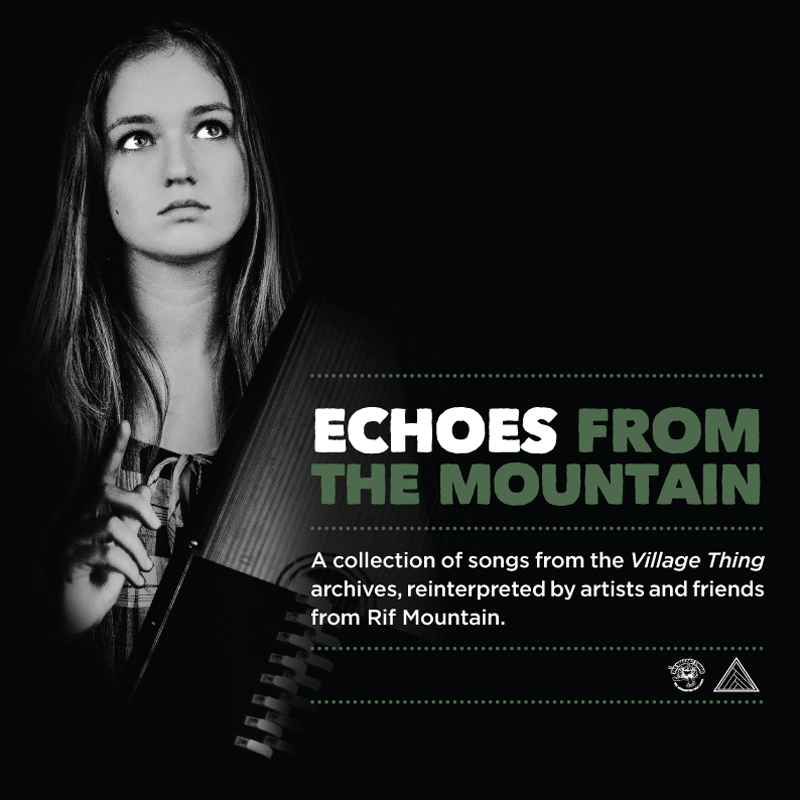 ECHOES FROM
THE MOUNTAIN
A collection of songs from the Village Thing
archives, reinterpreted by artists and friends
from Rif Mountain.